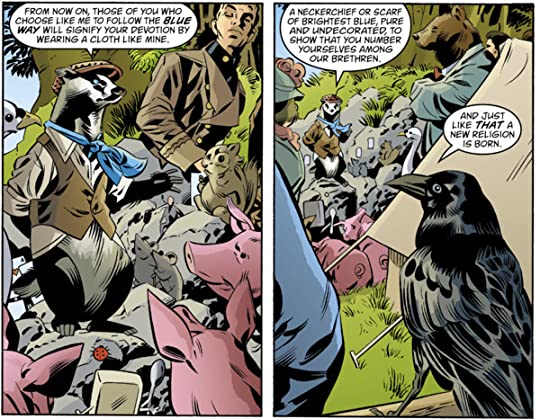 FROM NOW ON, THOSE OF YOU WHO
CHOOSE LIKE ME TO FOLLOW THE BLUE
WAY WILL SIGNIFY YOUR DEVOTION BY
WEARING A CLOTH LIKE MINE.
A NECKERCHIEF OR SCARF
OF BRIGHTEST BLUE, PURE
AND UNDECORATED, TO
SHOW THAT YOU NUMBER
YOURSELVES AMONG
OUR BRETHREN.
AND JUST
LIKE THAT A
NEW RELIGION
IS BORN.